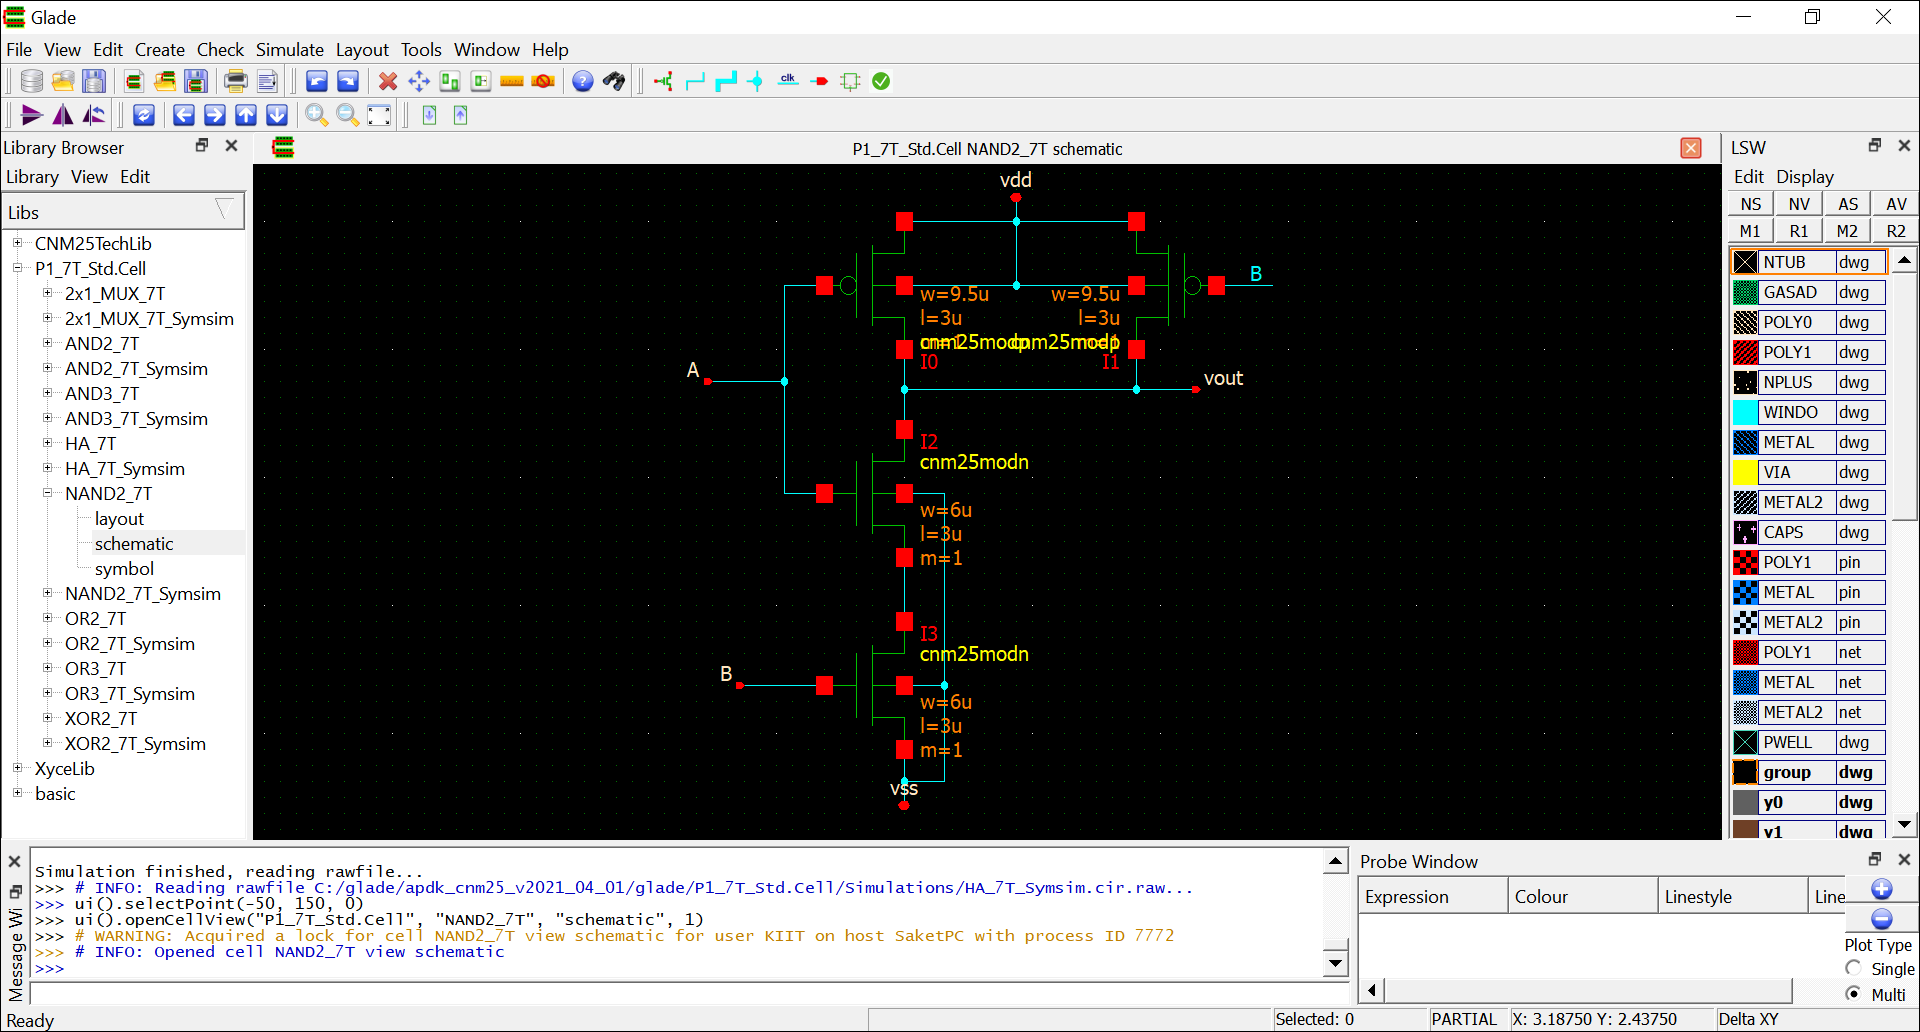 Glade
File View Edit Create Check Simulate Layout Tools Window Help
clk
Library Browser
Library View Edit
Libs
CNM25TechLib
P1_7T_Std.Cell
2x1_MUX_7T
2x1_MUX_7T_Symsim
AND2_7T
AND2_7T_Symsim
AND3_7T
AND3_7T_Symsim
HA_7T
HA_7T_Symsim
NAND2_7T
layout
schematic
symbol
NAND2_7T_Symsim
OR2_7T
OR2_7T_Symsim
OR3_7T
OR3_7T_Symsim
XOR2_7T
XOR2_7T_Symsim
XyceLib
basic
P1_7T_Std.Cell NAND2_7T schematic
vdd
B
w=9.5u w=9.5u
l=3u l=3u
cnm25modp cnm25modp
I0 I1
A
vout
I2
cnm25modn
w=6u
l=3u
m=1
I3
cnm25modn
B
w=6u
l=3u
m=1
vss
LSW
Edit Display
NS NV AS AV
M1 R1 M2 R2
NTUB dwg
GASAD dwg
POLY0 dwg
POLY1 dwg
NPLUS dwg
WINDO dwg
METAL dwg
VIA dwg
METAL2 dwg
CAPS dwg
POLY1 pin
METAL pin
METAL2 pin
POLY1 net
METAL net
METAL2 net
PWELL dwg
group dwg
y0 dwg
y1 dwg
Message Wi
Simulation finished, reading rawfile...
>>> # INFO: Reading rawfile C:/glade/apdk_cnm25_v2021_04_01/glade/P1_7T_Std.Cell/Simulations/HA_7T_Symsim.cir.raw...
>>> ui().selectPoint(-50, 150, 0)
>>> ui().openCellView("P1_7T_Std.Cell", "NAND2_7T", "schematic", 1)
>>> # WARNING: Acquired a lock for cell NAND2_7T view schematic for user KIIT on host SaketPC with process ID 7772
>>> # INFO: Opened cell NAND2_7T view schematic
>>>
Probe Window
Expression Colour Linestyle Line
Plot Type
Single
Multi
Ready
Selected: 0 PARTIAL X: 3.18750 Y: 2.43750 Delta XY